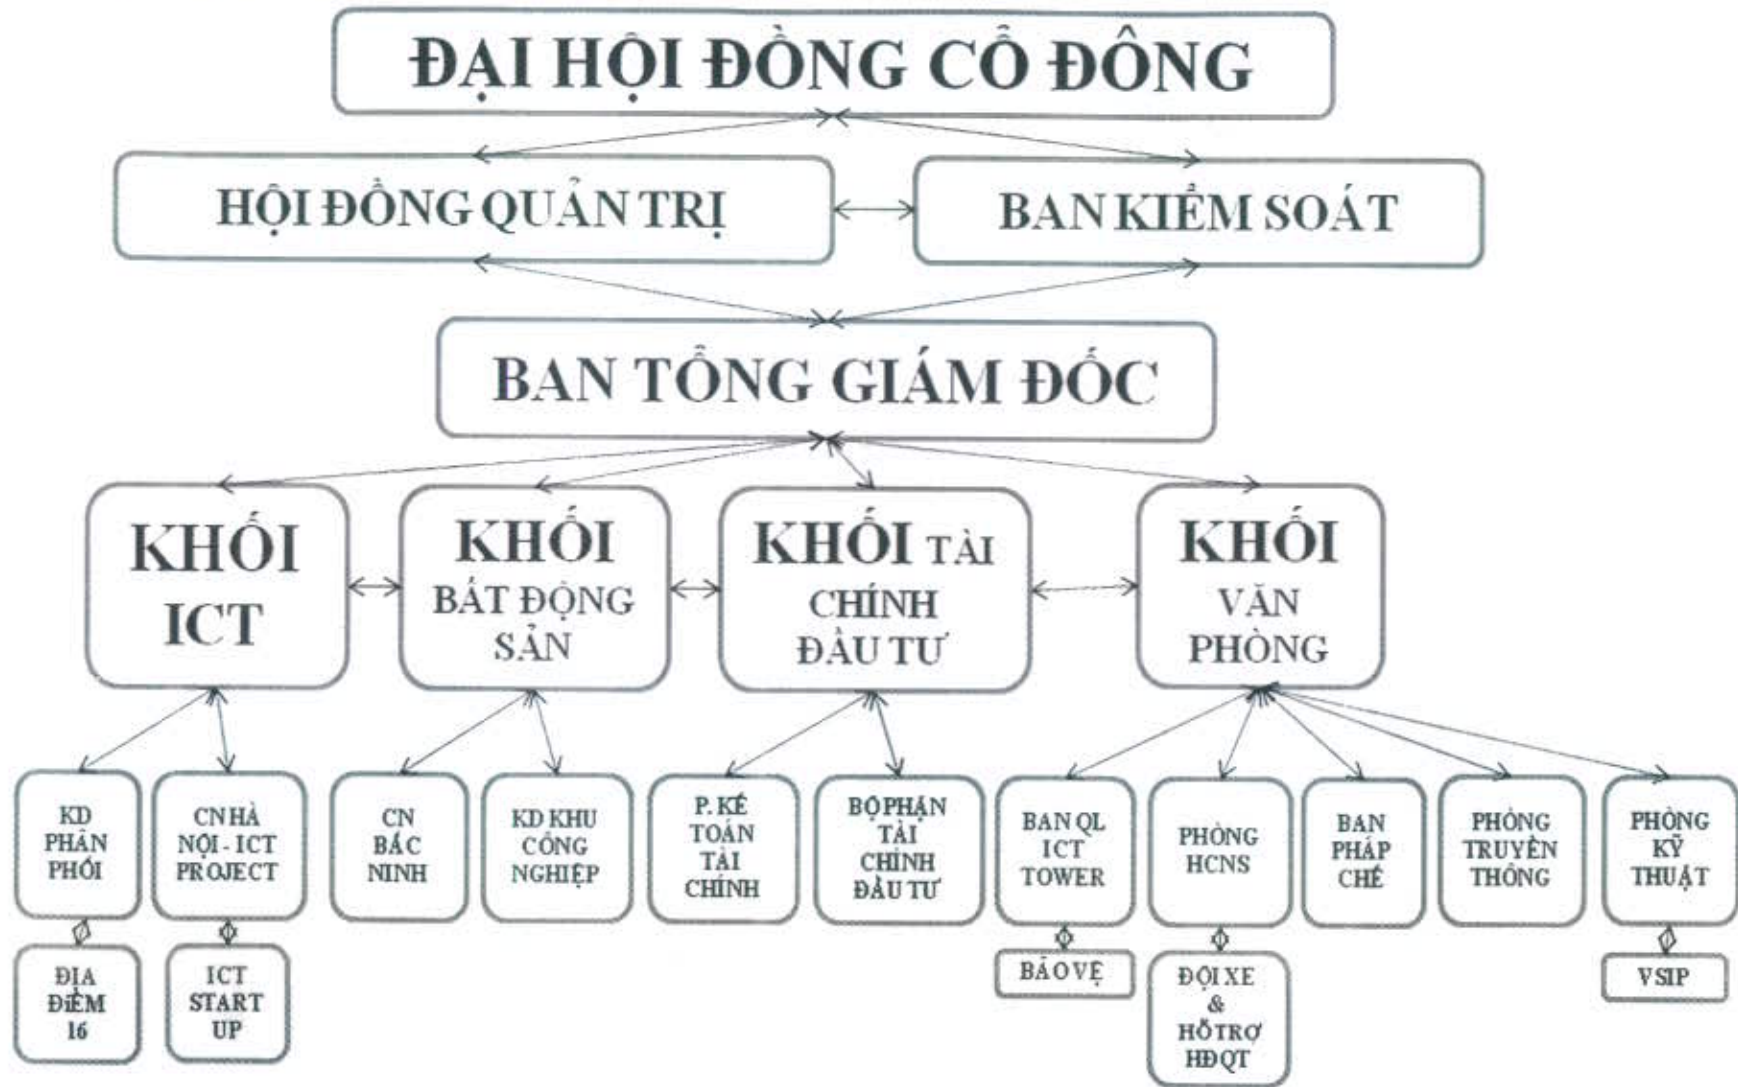 ĐẠI HỘI ĐỒNG CỔ ĐÔNG
HỘI ĐỒNG QUẢN TRỊ
BAN KIỂM SOÁT
BAN TỔNG GIÁM ĐỐC
KHỐI
ICT
KHỐI
BẤT ĐỘNG
SẢN
KHỐI TÀI
CHÍNH
ĐẦU TƯ
KHỐI
VĂN
PHÒNG
KD
PHÂN
PHỐI
CN HÀ
NỘI - ICT
PROJECT
CN
BẮC
NINH
KD KHU
CÔNG
NGHIỆP
P. KẾ
TOÁN
TÀI
CHÍNH
BỘ PHẬN
TÀI
CHÍNH
ĐẦU TƯ
BAN QL
ICT
TOWER
PHÒNG
HCNS
BAN
PHÁP
CHẾ
PHÒNG
TRUYỀN
THÔNG
PHÒNG
KỸ
THUẬT
ĐỊA
ĐIỂM
16
ICT
START
UP
BẢO VỆ
ĐỘI XE
&
HỖ TRỢ
HĐQT
VSIP